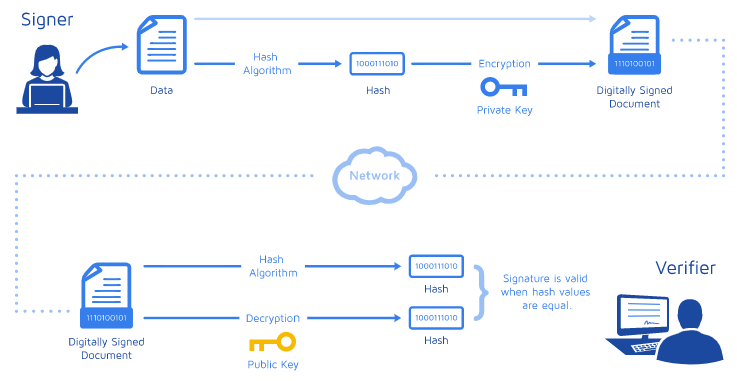 Signer
Data
Hash
Algorithm
1000111010
Hash
Encryption
Private Key
1110100101
Digitally Signed
Document
Network
1110100101
Digitally Signed
Document
Hash
Algorithm
1000111010
Hash
Decryption
Public Key
1000111010
Hash
Signature is valid
when hash values
are equal.
Verifier